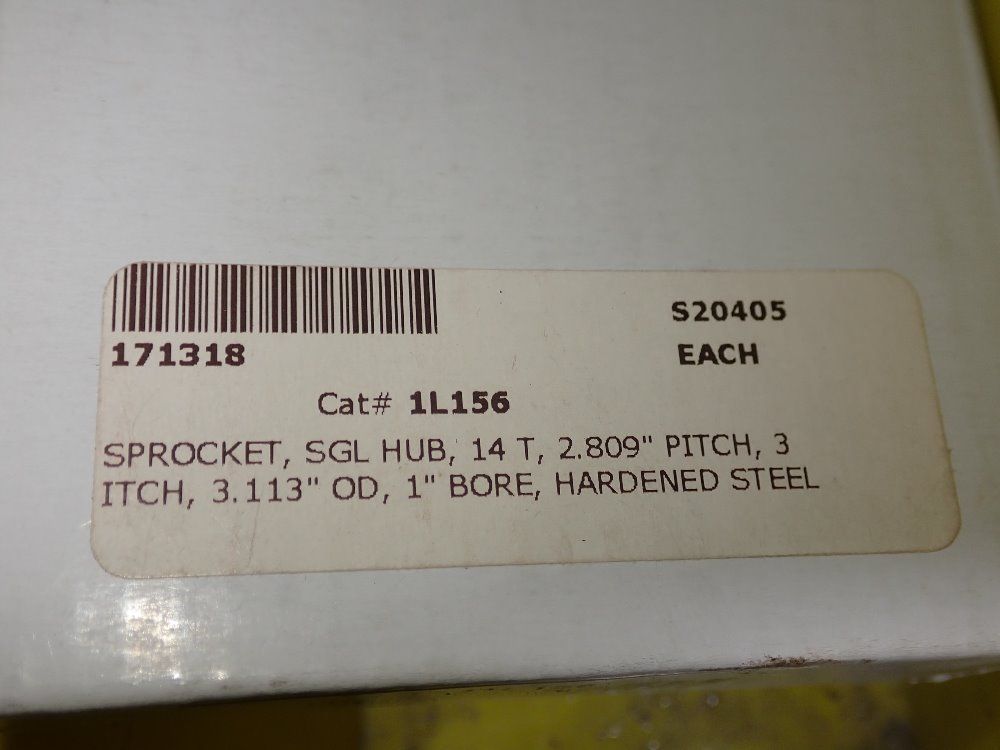 S20405
171318
EACH
Cat# 1L156
SPROCKET, SGL HUB, 14 T, 2.809" PITCH, 3
ITCH, 3.113" OD, 1" BORE, HARDENED STEEL